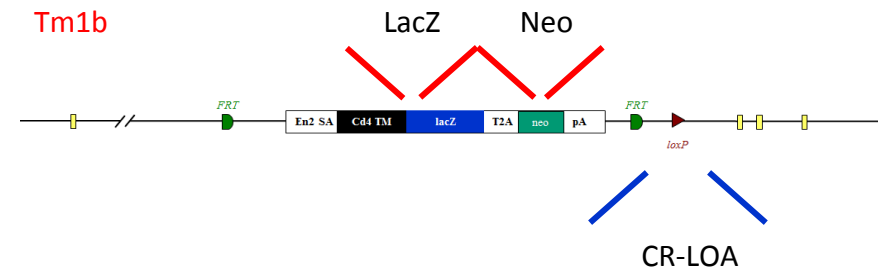 Tm1b
LacZ
Neo
FRT
FRT
En2 SA
Cd4 TM
lacZ
T2A
neo
pA
loxP
CR-LOA